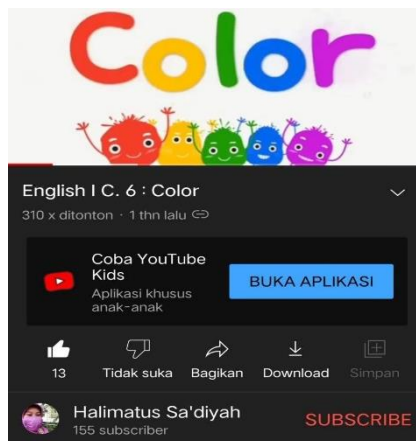 Color
English I C. 6 : Color
310 x ditonton · 1 thn lalu
Coba YouTube
Kids
BUKA APLIKASI
Aplikasi khusus
anak-anak
13
Tidak suka
Bagikan
Download
Simpan
Halimatus Sa'diyah
SUBSCRIBE
155 subscriber